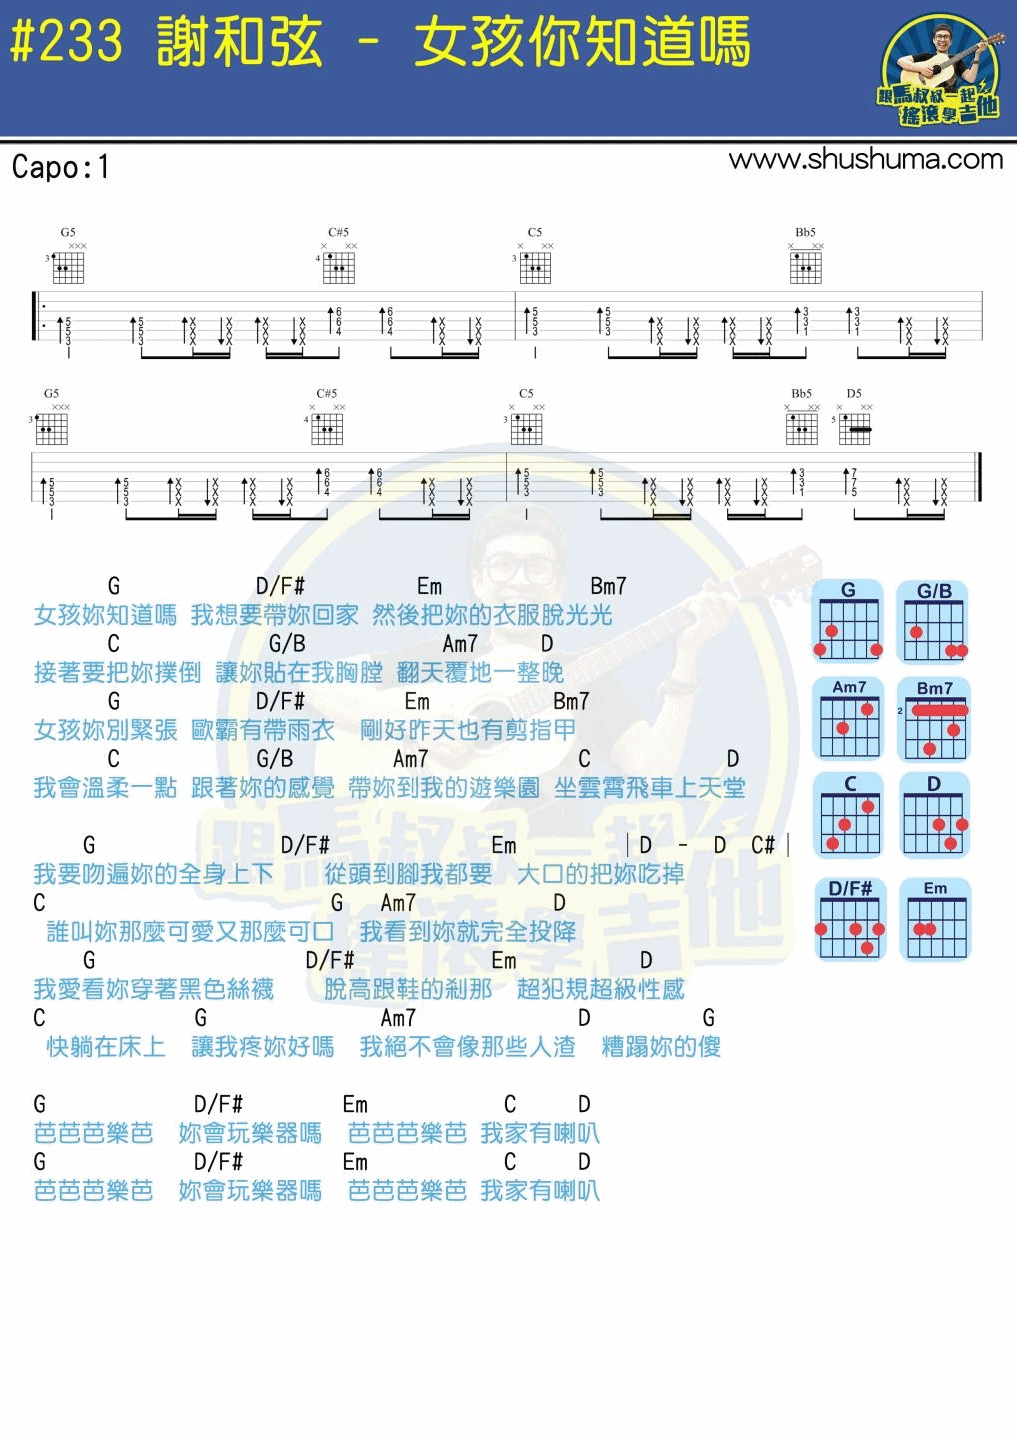 #233 謝和弦 - 女孩你知道嗎
跟馬叔叔一起
搖滾學吉他
Capo:1
www.shushuma.com
G5 C#5 C5 Bb5
G5 C#5 C5 Bb5 D5
G D/F# Em Bm7
女孩妳知道嗎 我想要帶妳回家 然後把妳的衣服脫光光
C G/B Am7 D
接著要把妳撲倒 讓妳貼在我胸膛 翻天覆地一整晚
G D/F# Em Bm7
女孩妳別緊張 歐霸有帶雨衣 剛好昨天也有剪指甲
C G/B Am7 C D
我會溫柔一點 跟著妳的感覺 帶妳到我的遊樂園 坐雲霄飛車上天堂
G D/F# Em | D - D C# |
我要吻遍妳的全身上下 從頭到腳我都要 大口的把妳吃掉
C G Am7 D
誰叫妳那麼可愛又那麼可口 我看到妳就完全投降
G D/F# Em D
我愛看妳穿著黑色絲襪 脫高跟鞋的剎那 超犯規超級性感
C G Am7 D G
快躺在床上 讓我疼妳好嗎 我絕不會像那些人渣 糟蹋妳的傻
G D/F# Em C D
芭芭芭樂芭 妳會玩樂器嗎 芭芭芭樂芭 我家有喇叭
G D/F# Em C D
芭芭芭樂芭 妳會玩樂器嗎 芭芭芭樂芭 我家有喇叭
G G/B
Am7 Bm7
2
C D
D/F# Em